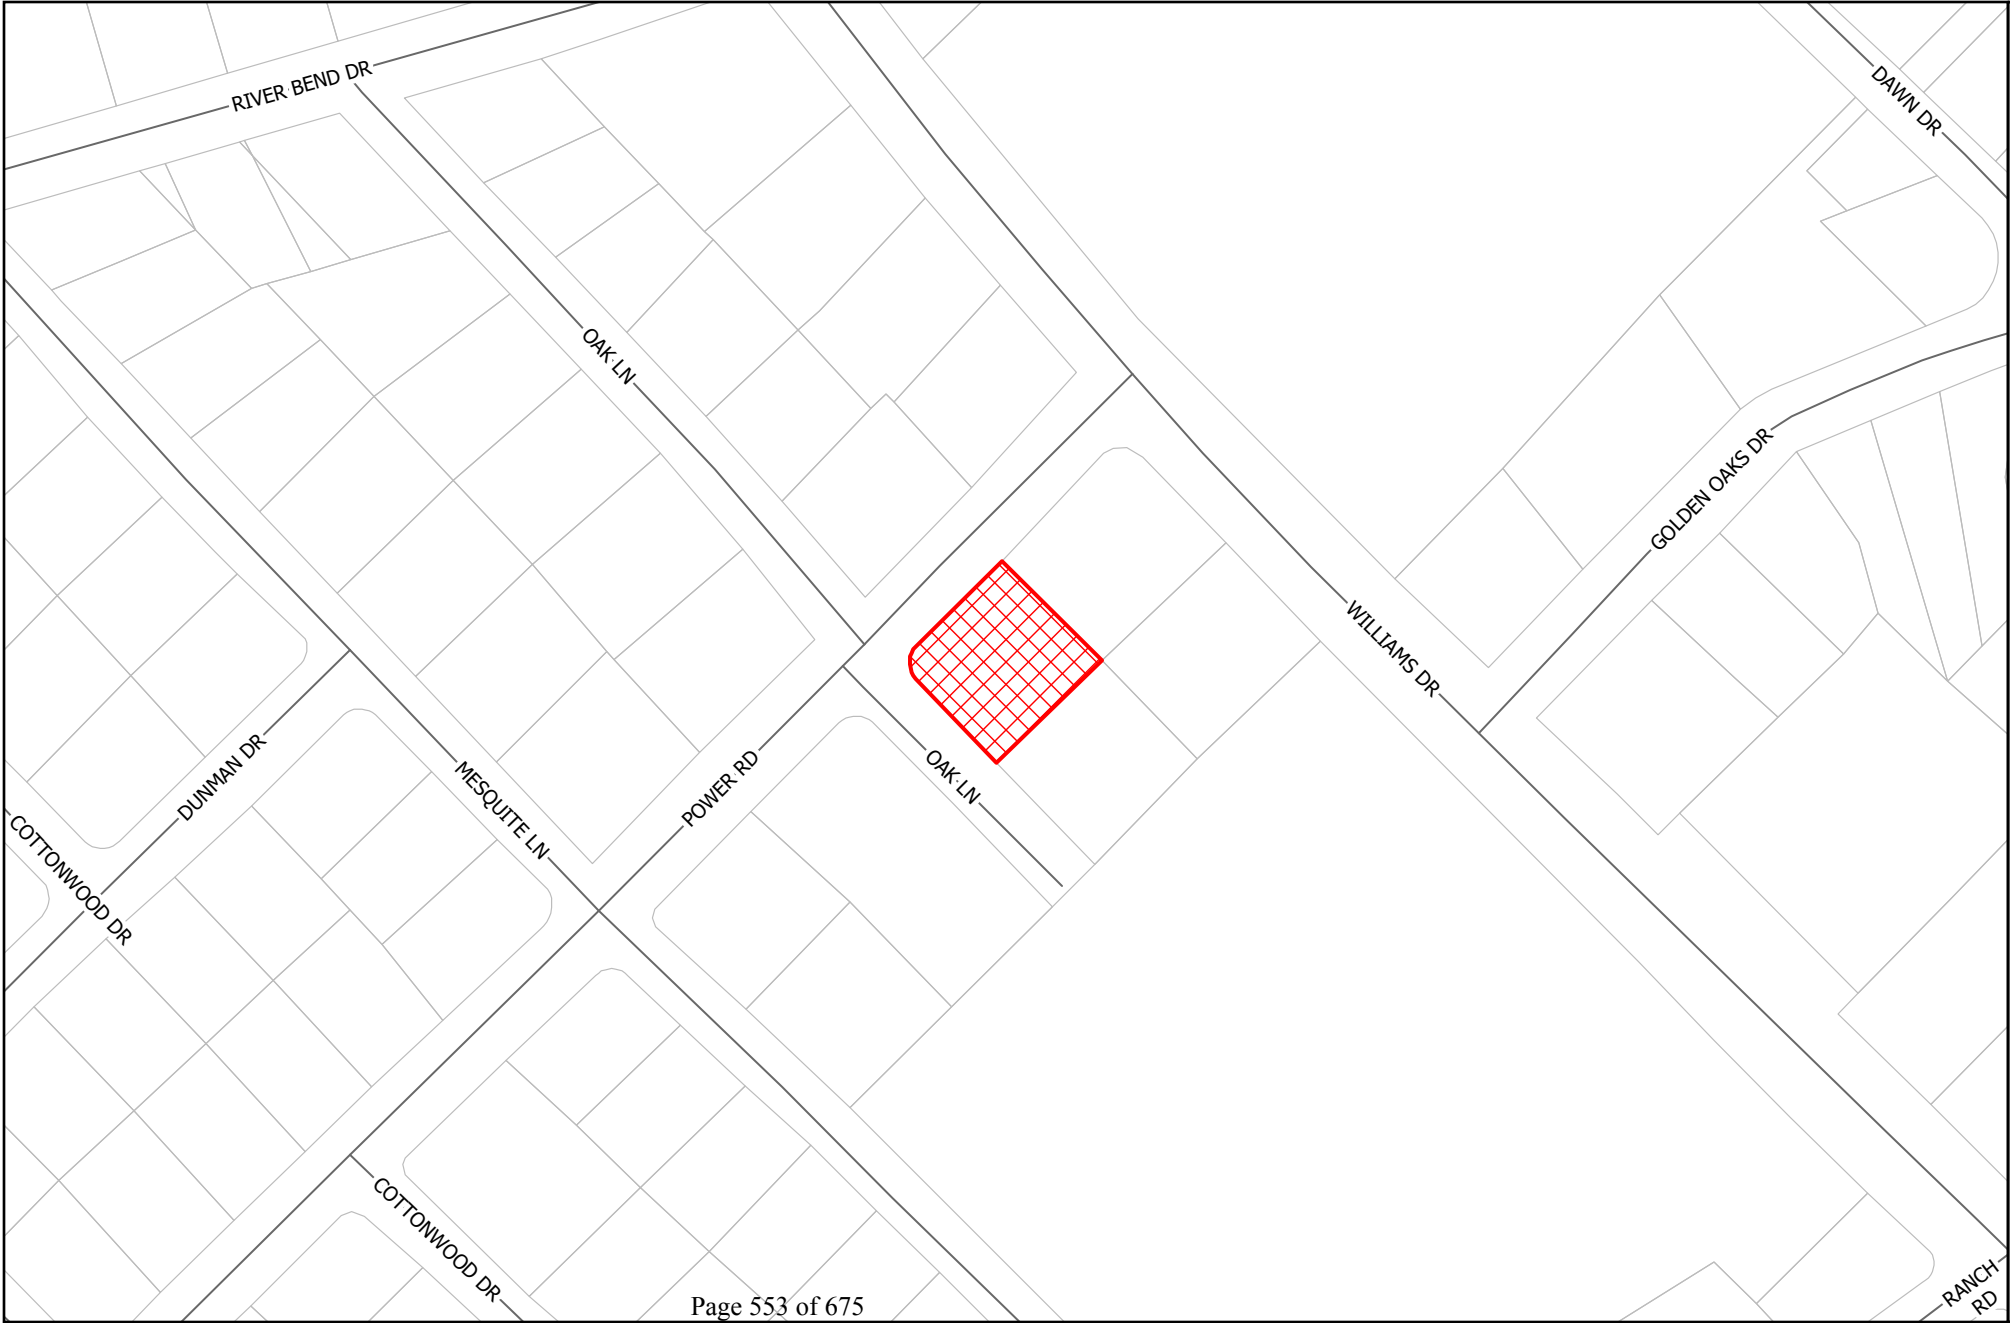 RIVER BEND DR
DAWN DR
OAK LN
GOLDEN OAKS DR
WILLIAMS DR
DUNMAN DR
MESQUITE LN
POWER RD
OAK LN
COTTONWOOD DR
COTTONWOOD DR
RANCH
RD
Page 553 of 675